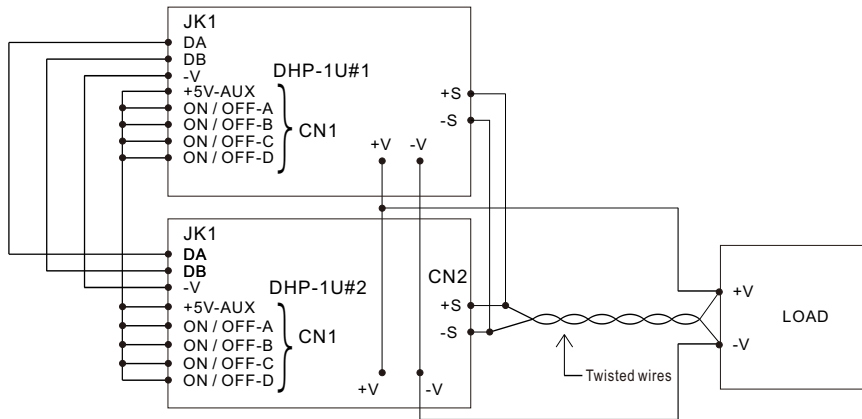 JK1
DA
DB
-V
+5V-AUX
ON / OFF-A
ON / OFF-B
ON / OFF-C
ON / OFF-D
CN1
DHP-1U#1
+S
-S
+V
-V
JK1
DA
DB
-V
+5V-AUX
ON / OFF-A
ON / OFF-B
ON / OFF-C
ON / OFF-D
CN1
DHP-1U#2
CN2
+S
-S
+V
-V
Twisted wires
+V
-V
LOAD